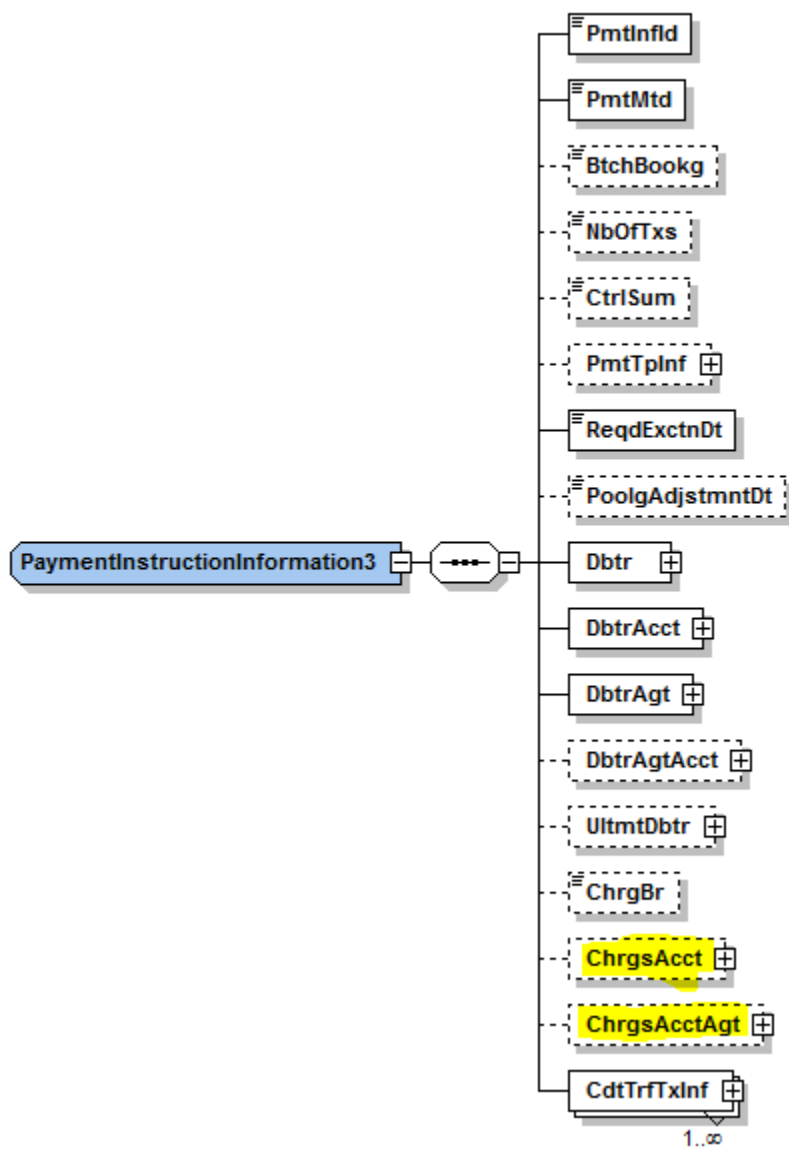 PmtInfId
PmtMtd
BtchBookg
NbOfTxs
CtrlSum
PmtTpInf
ReqdExctnDt
PoolgAdjstmntDt
PaymentInstructionInformation3
Dbtr
DbtrAcct
DbtrAgt
DbtrAgtAcct
UltmtDbtr
ChrgBr
ChrgsAcct
ChrgsAcctAgt
CdtTrfTxInf
1..∞